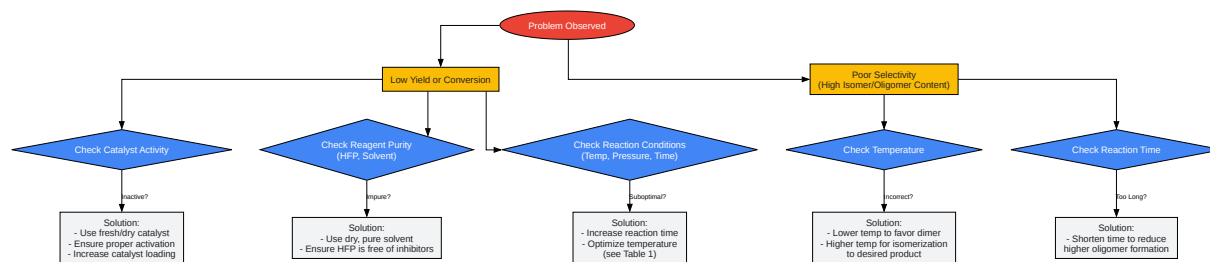 Problem Observed
Low Yield or Conversion
Poor Selectivity
(High Isomer/Oligomer Content)
Check Catalyst Activity
Check Reagent Purity
(HFP, Solvent)
Check Reaction Conditions
(Temp, Pressure, Time)
Check Temperature
Check Reaction Time
Inactive?
Impure?
Suboptimal?
Incorrect?
Too Long?
Solution:
- Use fresh/dry catalyst
- Ensure proper activation
- Increase catalyst loading
Solution:
- Use dry, pure solvent
- Ensure HFP is free of inhibitors
Solution:
- Increase reaction time
- Optimize temperature
(see Table 1)
Solution:
- Lower temp to favor dimer
- Higher temp for isomerization
to desired product
Solution:
- Shorten time to reduce
higher oligomer formation